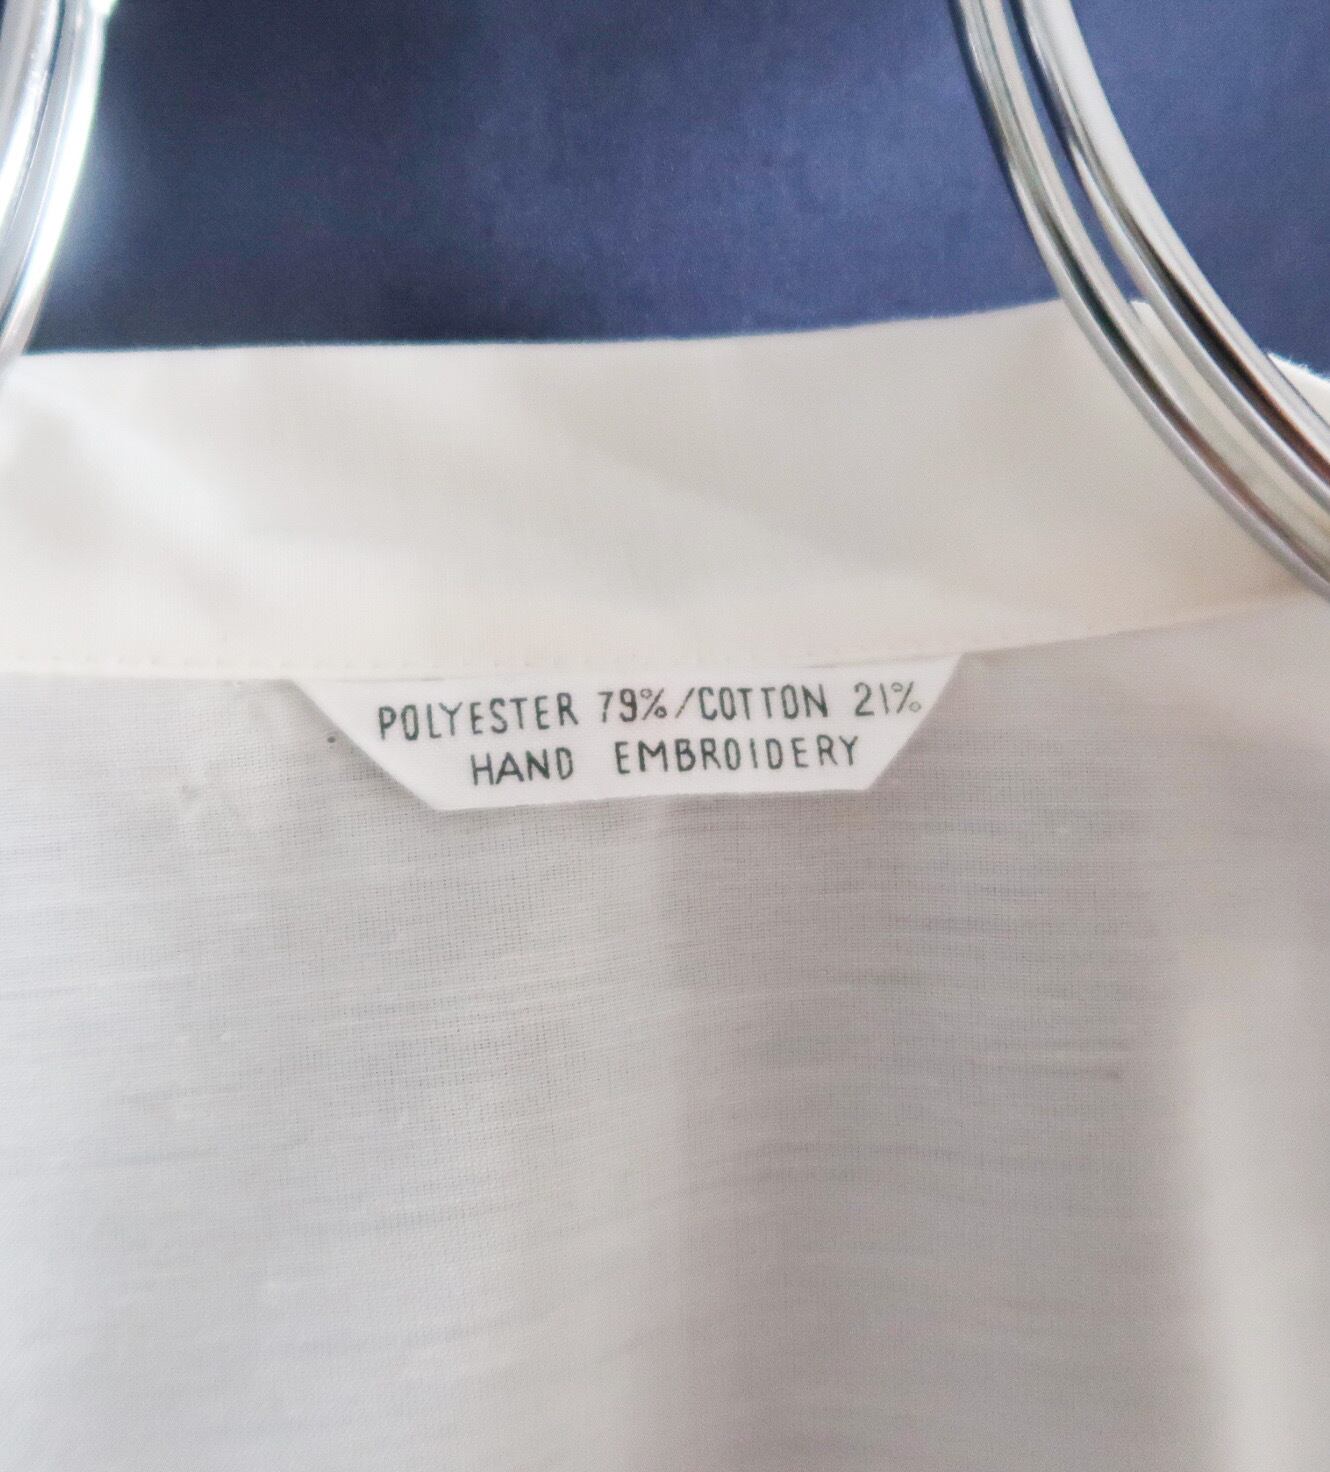 POLYESTER 79%/COTTON 21%
HAND EMBROIDERY